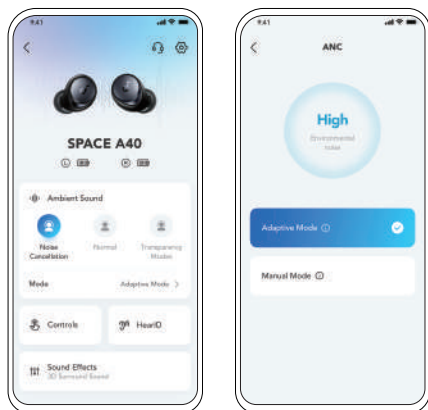 9:41
SPACE A40
L
R
Ambient Sound
Noise
Cancellation
Normal
Transparency
Modes
Mode
Adaptive Mode
Controls
HearID
Sound Effects
3D Surround Sound
9:41
ANC
High
Environmental
noise
Adaptive Mode
Manual Mode